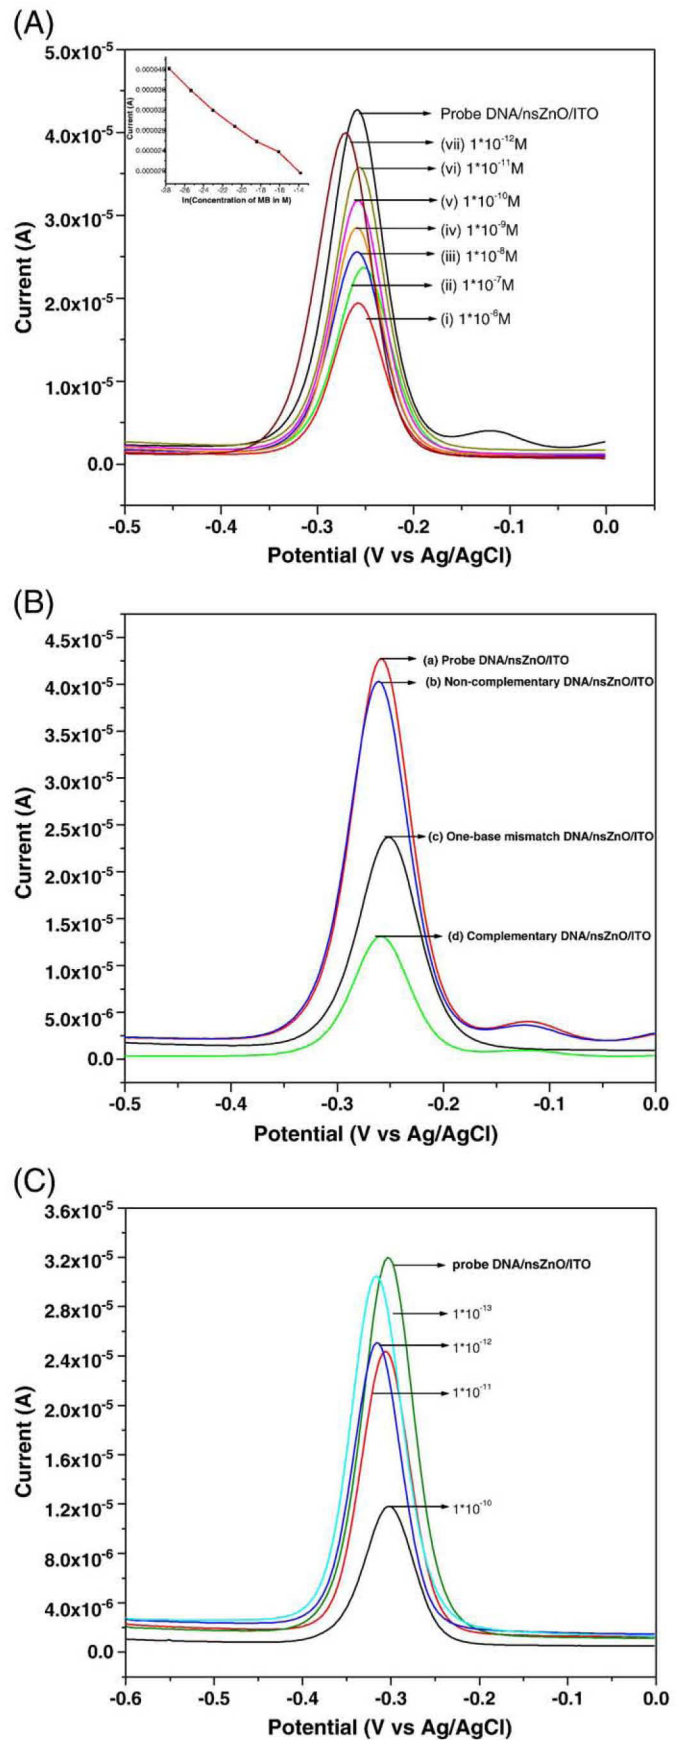 (A)
5.0x10-5
4.0x10-5
3.0x10-5
2.0x10-5
1.0x10-5
0.0
Current (A)
Current (A)
-28 -26 -24 -22 -20 -18 -16 -14
ln(Concentration of MB in M)
Probe DNA/nsZnO/ITO
(vii) 1*10-12M
(vi) 1*10-11M
(v) 1*10-10M
(iv) 1*10-9M
(iii) 1*10-8M
(ii) 1*10-7M
(i) 1*10-6M
-0.5 -0.4 -0.3 -0.2 -0.1 0.0
Potential (V vs Ag/AgCl)
(B)
4.5x10-5
4.0x10-5
3.5x10-5
3.0x10-5
2.5x10-5
2.0x10-5
1.5x10-5
1.0x10-5
5.0x10-6
0.0
Current (A)
(a) Probe DNA/nsZnO/ITO
(b) Non-complementary DNA/nsZnO/ITO
(c) One-base mismatch DNA/nsZnO/ITO
(d) Complementary DNA/nsZnO/ITO
-0.5 -0.4 -0.3 -0.2 -0.1 0.0
Potential (V vs Ag/AgCl)
(C)
3.6x10-5
3.2x10-5
2.8x10-5
2.4x10-5
2.0x10-5
1.6x10-5
1.2x10-5
8.0x10-6
4.0x10-6
0.0
Current (A)
probe DNA/nsZnO/ITO
1*10-13
1*10-12
1*10-11
1*10-10
-0.6 -0.5 -0.4 -0.3 -0.2 -0.1 0.0
Potential (V vs Ag/AgCl)